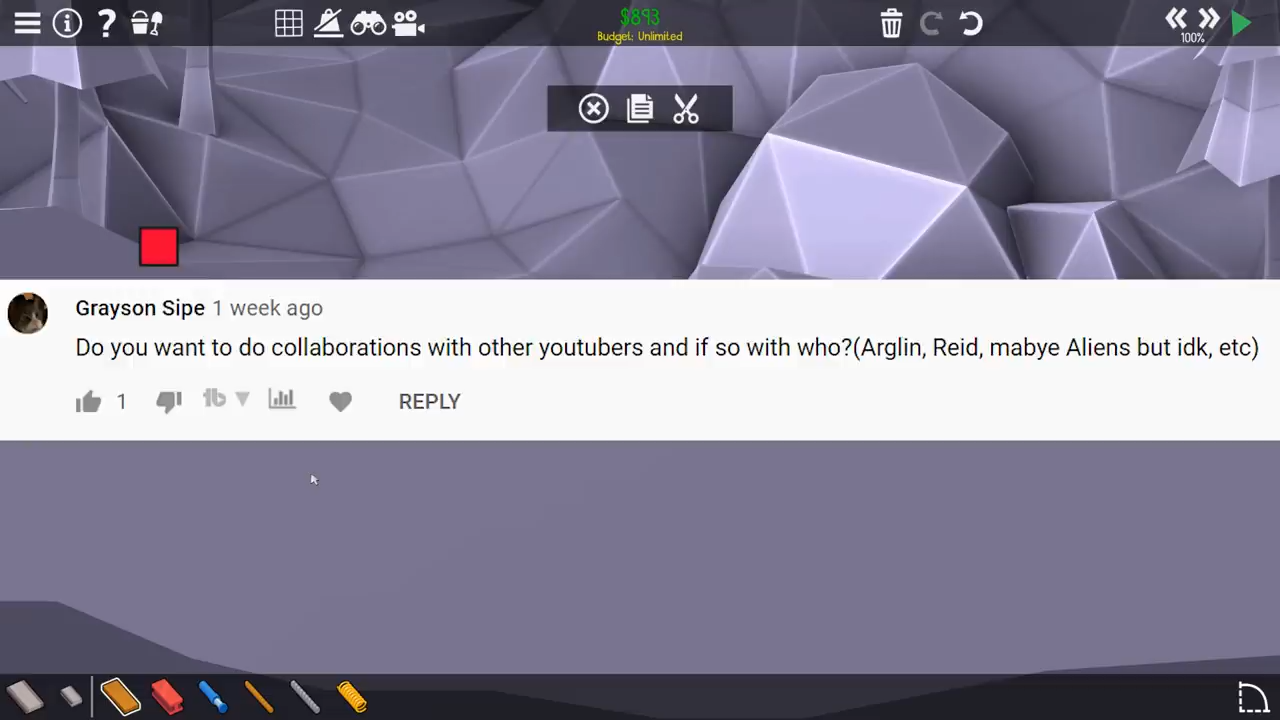 $893
Budget: Unlimited
100%
Grayson Sipe 1 week ago
Do you want to do collaborations with other youtubers and if so with who?(Arglin, Reid, mabye Aliens but idk, etc)
1
REPLY